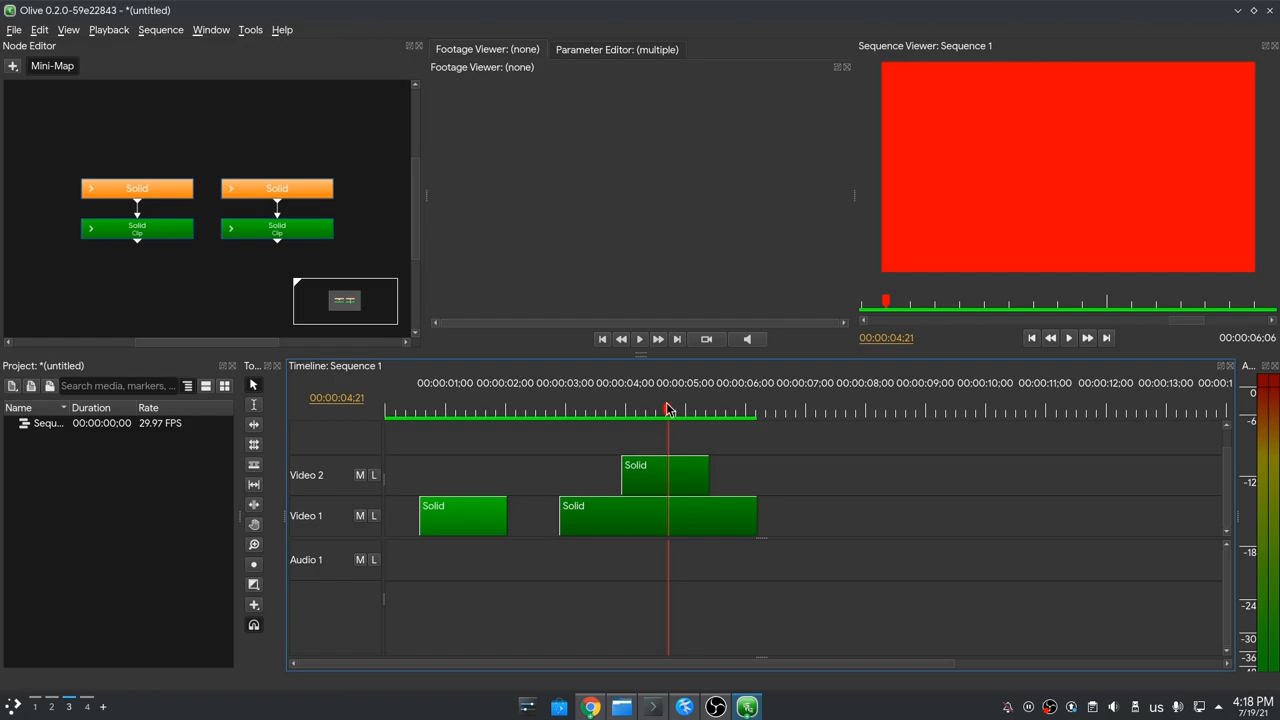 Olive 0.2.0-59e22843 - *(untitled)
File Edit View Playback Sequence Window Tools Help
Node Editor
Mini-Map
Solid Solid
Solid Solid
Clip Clip
Footage Viewer: (none) Parameter Editor: (multiple)
Footage Viewer: (none)
Sequence Viewer: Sequence 1
00:00:04;21 00:00:06;06
Project: *(untitled)
Search media, markers, ...
Name Duration Rate
Sequ... 00:00:00;00 29.97 FPS
To...
Timeline: Sequence 1
00:00:04;21
00:00:01;00 00:00:02;00 00:00:03;00 00:00:04;00 00:00:05;00 00:00:06;00 00:00:07;00 00:00:08;00 00:00:09;00 00:00:10;00 00:00:11;00 00:00:12;00 00:00:13;00 00:00:1
Video 2 M L Solid
Video 1 M L Solid Solid
Audio 1 M L
A...
0
-6
-12
-18
-24
-30
-36
1 2 3 4 +
us
4:18 PM
7/19/21